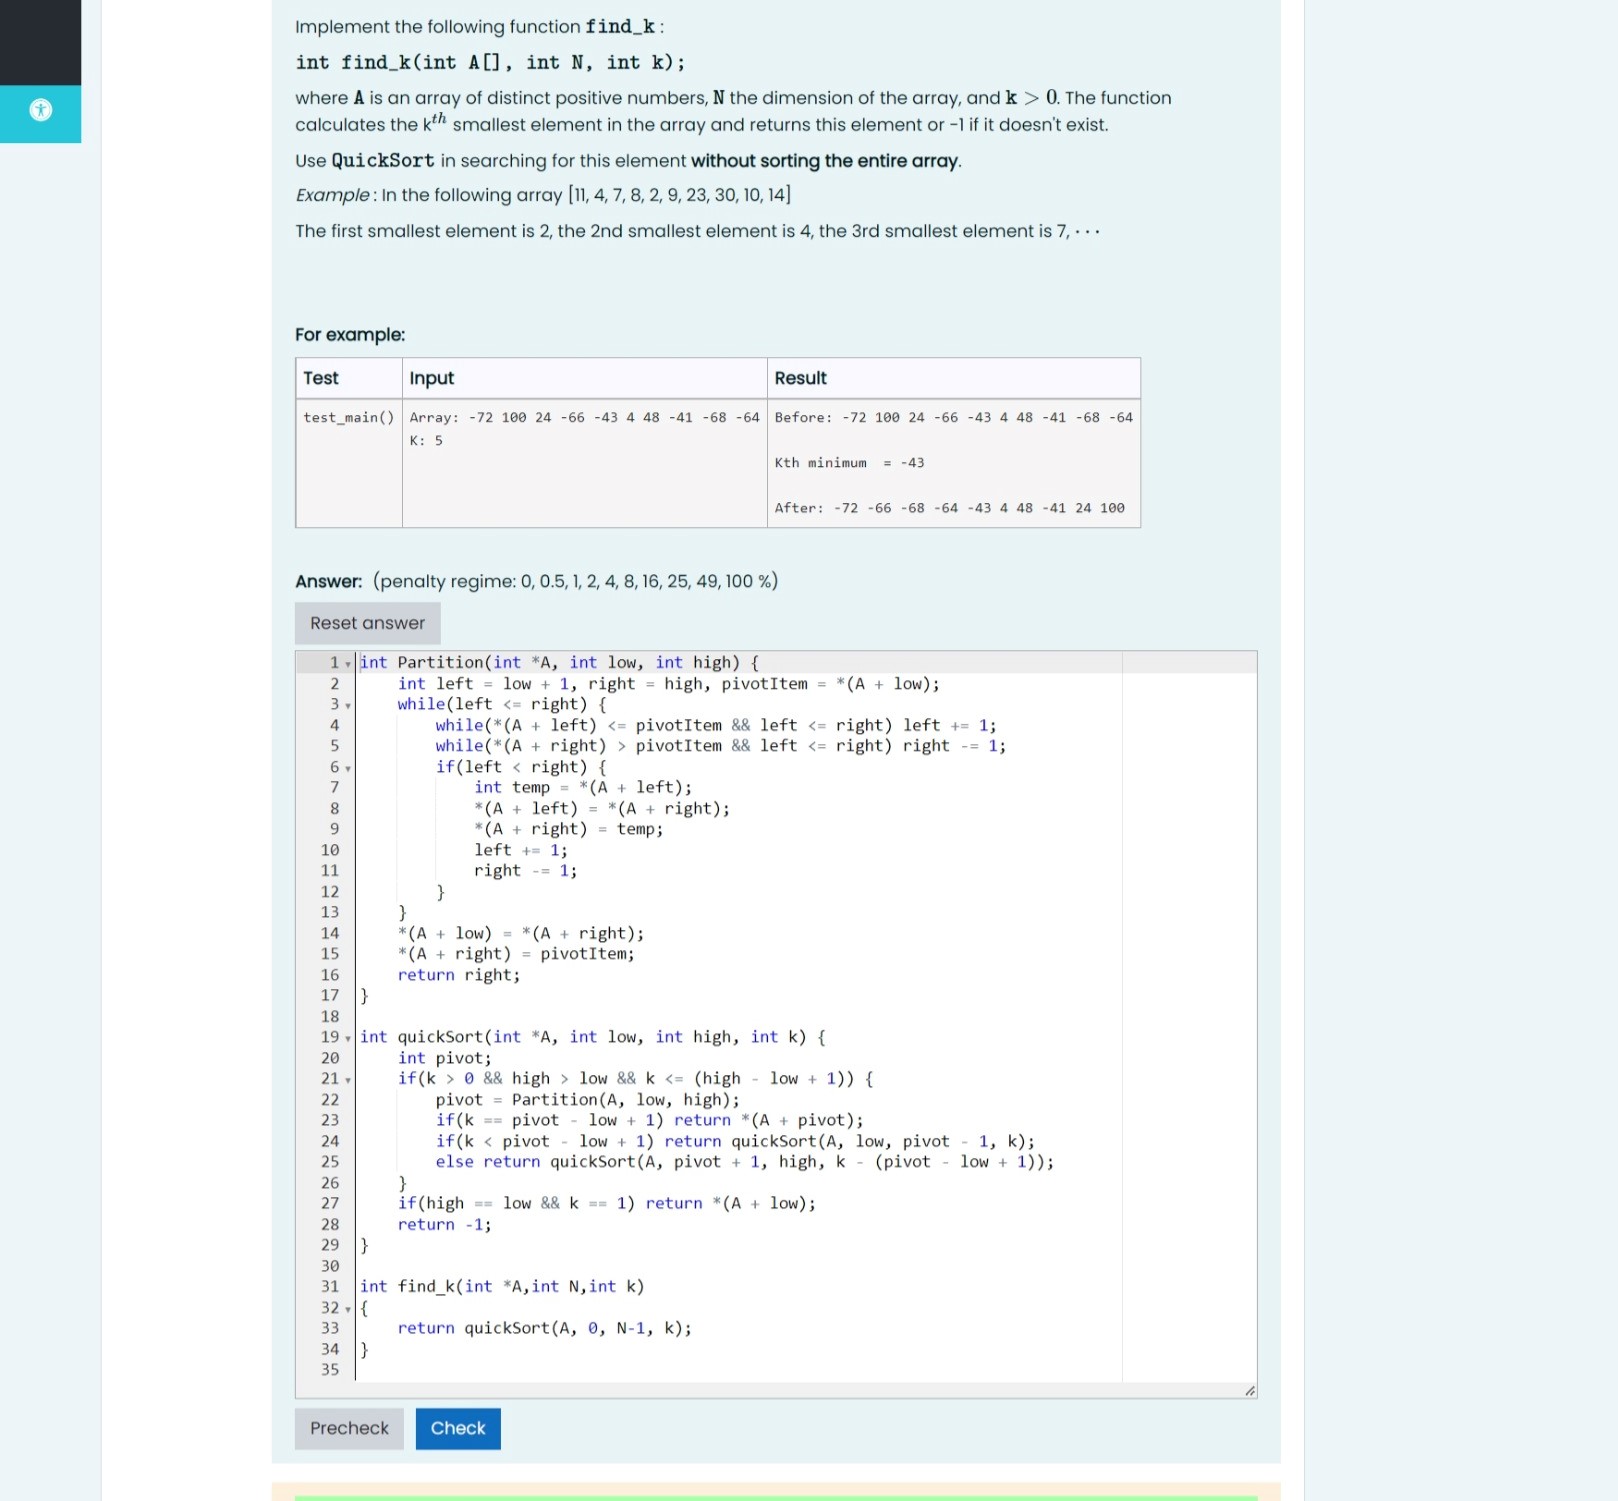 Implement the following function find_k :
int find_k(int A[], int N, int k);
where A is an array of distinct positive numbers, N the dimension of the array, and k > 0. The function
calculates the kth smallest element in the array and returns this element or -1 if it doesn't exist.
Use QuickSort in searching for this element without sorting the entire array.
Example : In the following array [11, 4, 7, 8, 2, 9, 23, 30, 10, 14]
The first smallest element is 2, the 2nd smallest element is 4, the 3rd smallest element is 7, ···
For example:
Test Input Result
test_main() Array: -72 100 24 -66 -43 4 48 -41 -68 -64 Before: -72 100 24 -66 -43 4 48 -41 -68 -64
K: 5
Kth minimum = -43
After: -72 -66 -68 -64 -43 4 48 -41 24 100
Answer: (penalty regime: 0, 0.5, 1, 2, 4, 8, 16, 25, 49, 100 %)
Reset answer
1 int Partition(int *A, int low, int high) {
2 int left = low + 1, right = high, pivotItem = *(A + low);
3 while(left <= right) {
4 while(*(A + left) <= pivotItem && left <= right) left += 1;
5 while(*(A + right) > pivotItem && left <= right) right -= 1;
6 if(left < right) {
7 int temp = *(A + left);
8 *(A + left) = *(A + right);
9 *(A + right) = temp;
10 left += 1;
11 right -= 1;
12 }
13 }
14 *(A + low) = *(A + right);
15 *(A + right) = pivotItem;
16 return right;
17 }
18
19 int quickSort(int *A, int low, int high, int k) {
20 int pivot;
21 if(k > 0 && high > low && k <= (high - low + 1)) {
22 pivot = Partition(A, low, high);
23 if(k == pivot - low + 1) return *(A + pivot);
24 if(k < pivot - low + 1) return quickSort(A, low, pivot - 1, k);
25 else return quickSort(A, pivot + 1, high, k - (pivot - low + 1));
26 }
27 if(high == low && k == 1) return *(A + low);
28 return -1;
29 }
30
31 int find_k(int *A,int N,int k)
32 {
33 return quickSort(A, 0, N-1, k);
34 }
35
Precheck Check